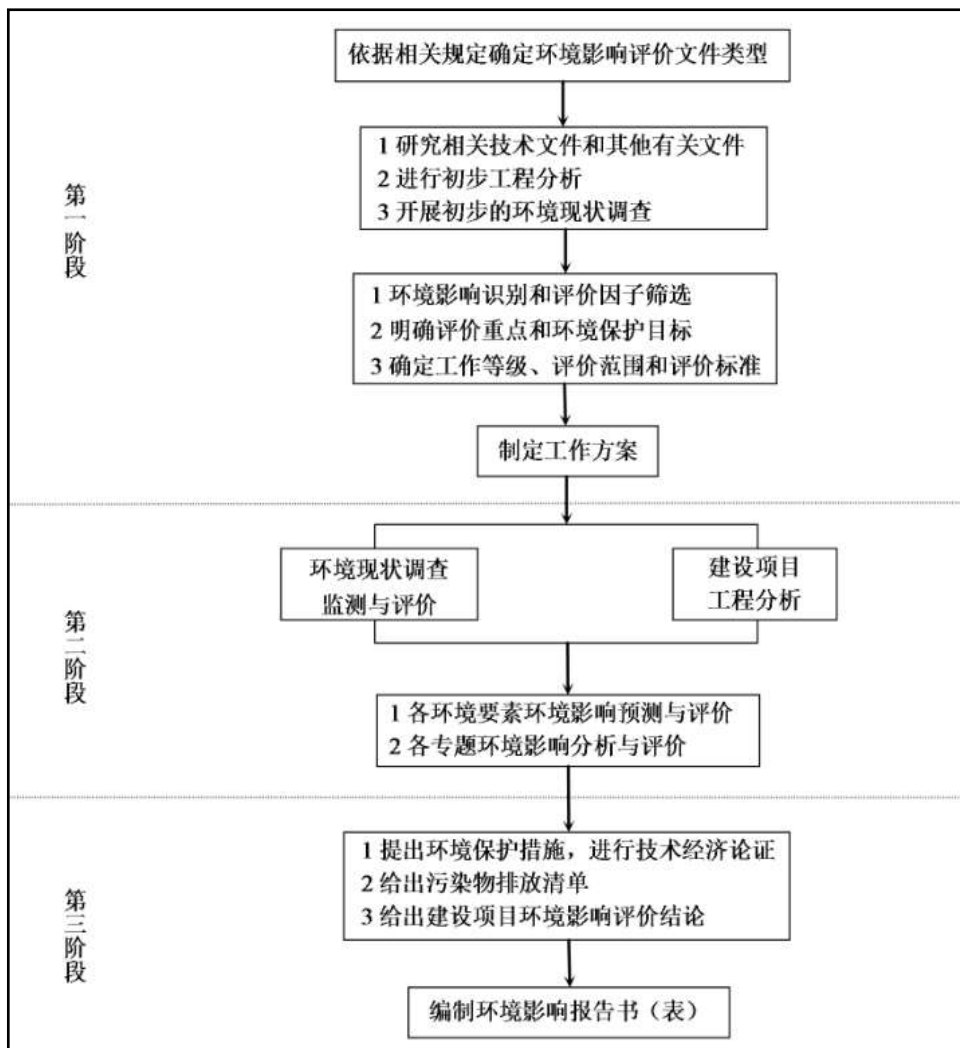 依据相关规定确定环境影响评价文件类型
1 研究相关技术文件和其他有关文件
2 进行初步工程分析
3 开展初步的环境现状调查
第一阶段
1 环境影响识别和评价因子筛选
2 明确评价重点和环境保护目标
3 确定工作等级、评价范围和评价标准
制定工作方案
环境现状调查
监测与评价
建设项目
工程分析
第二阶段
1 各环境要素环境影响预测与评价
2 各专题环境影响分析与评价
1 提出环境保护措施，进行技术经济论证
2 给出污染物排放清单
3 给出建设项目环境影响评价结论
第三阶段
编制环境影响报告书（表）